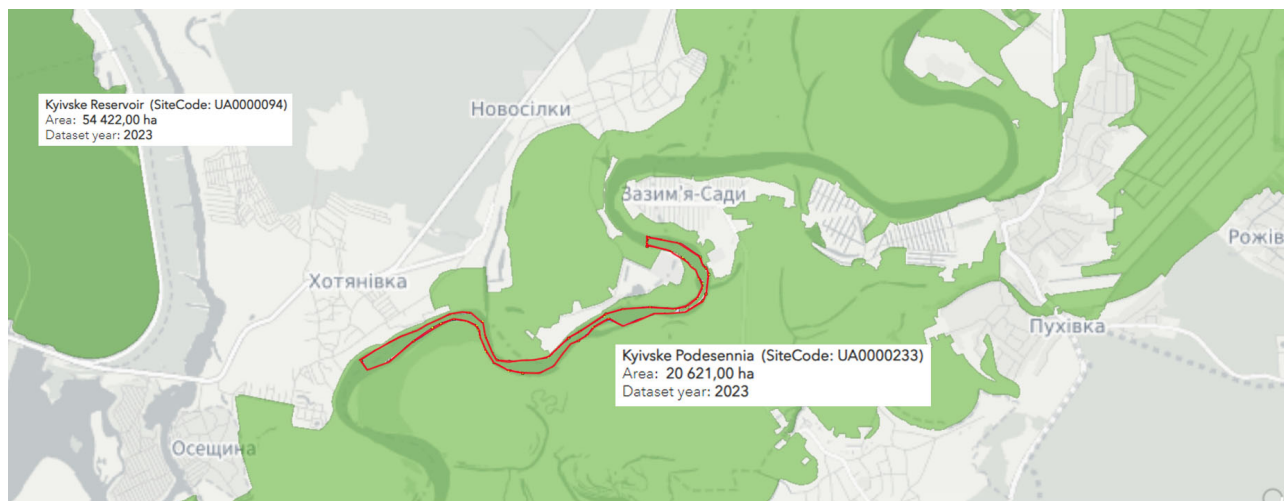 Kyivske Reservoir (SiteCode: UA0000094)
Area: 54 422,00 ha
Dataset year: 2023
Новосілки
Зазим'я-Сади
Рожів
Хотянівка
Пухівка
Kyivske Podesennia (SiteCode: UA0000233)
Area: 20 621,00 ha
Dataset year: 2023
Осещина